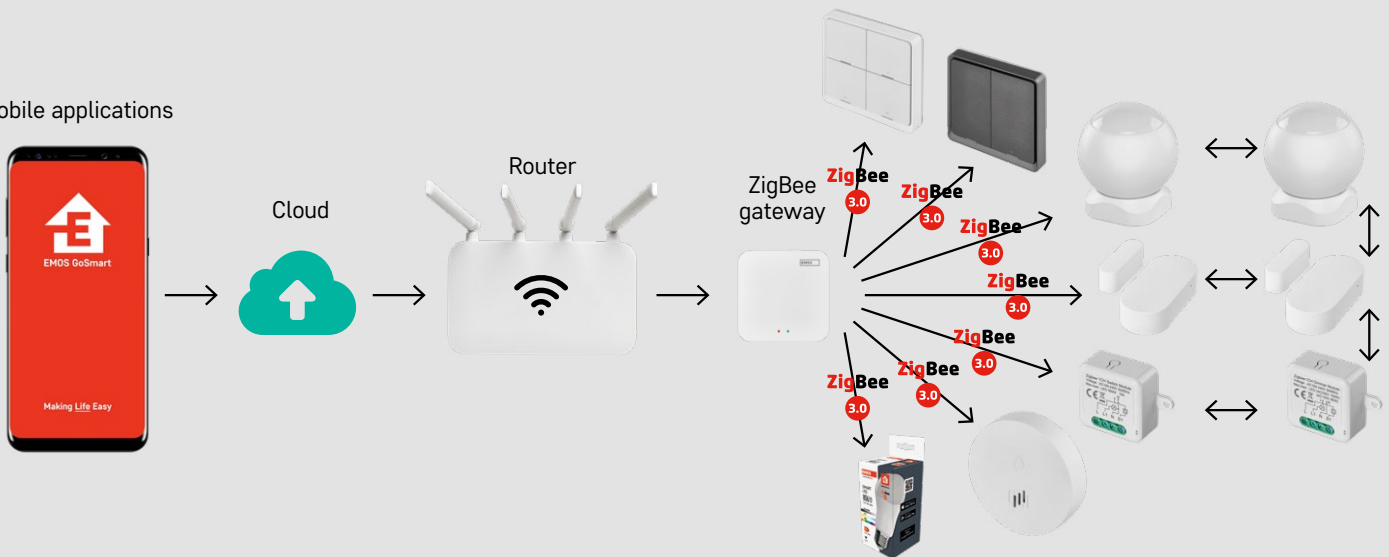 obile applications
E
EMOS GoSmart
Making Life Easy
Cloud
Router
ZigBee
gateway
EMOS
ZigBee
3.0
ZigBee
3.0
ZigBee
3.0
ZigBee
3.0
ZigBee
3.0
ZigBee
3.0
ZigBee
3.0